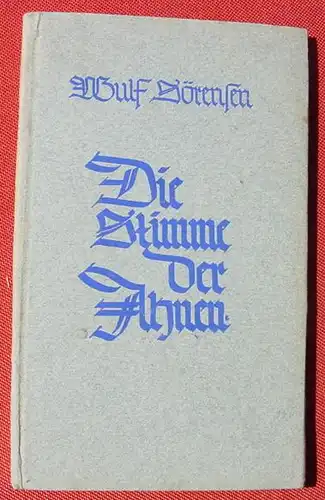 Wulf Sörensen
Die
Stimme
der
Ahnen.